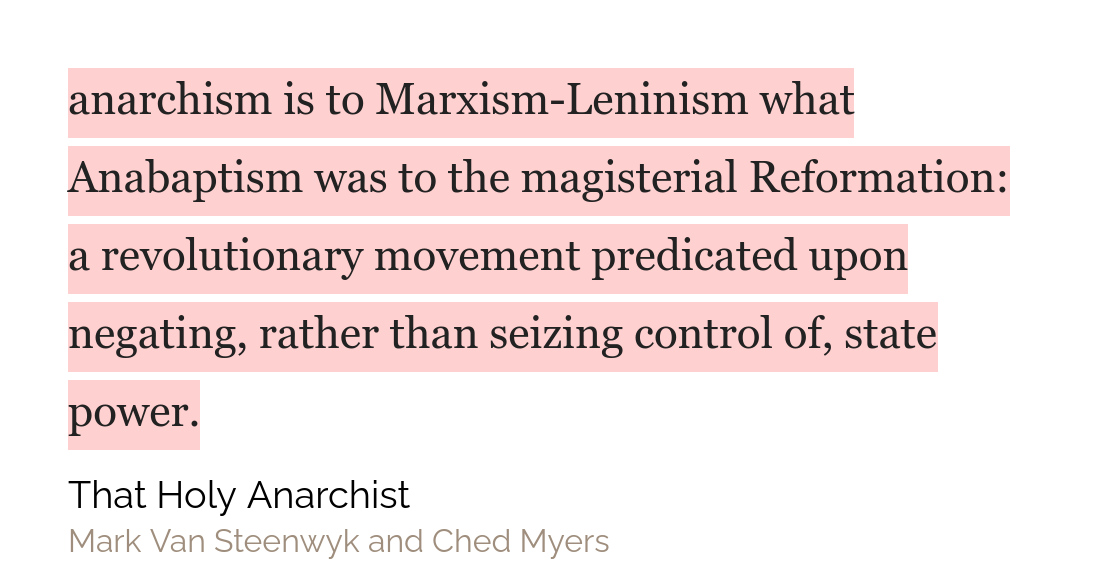 anarchism is to Marxism-Leninism what
Anabaptism was to the magisterial Reformation:
a revolutionary movement predicated upon
negating, rather than seizing control of, state
power.
That Holy Anarchist
Mark Van Steenwyk and Ched Myers